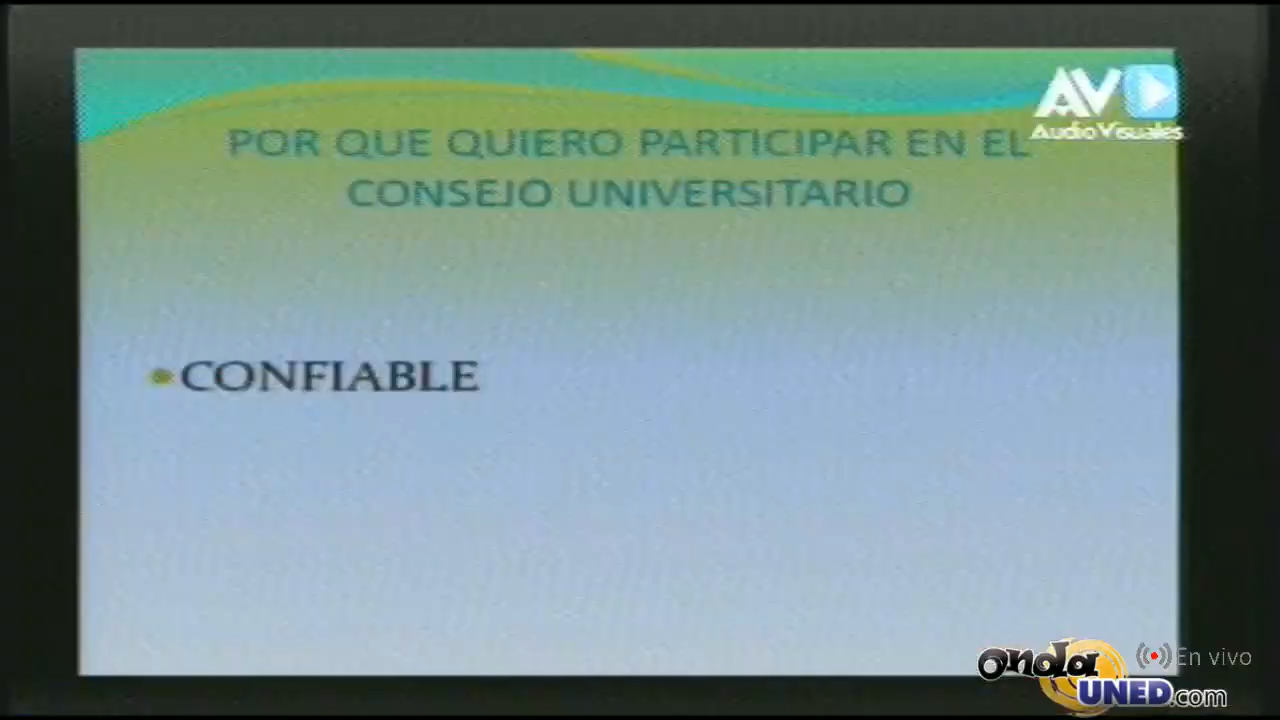 AV
AudioVisuales
POR QUE QUIERO PARTICIPAR EN EL
CONSEJO UNIVERSITARIO
CONFIABLE
onda
UNED.com
En vivo